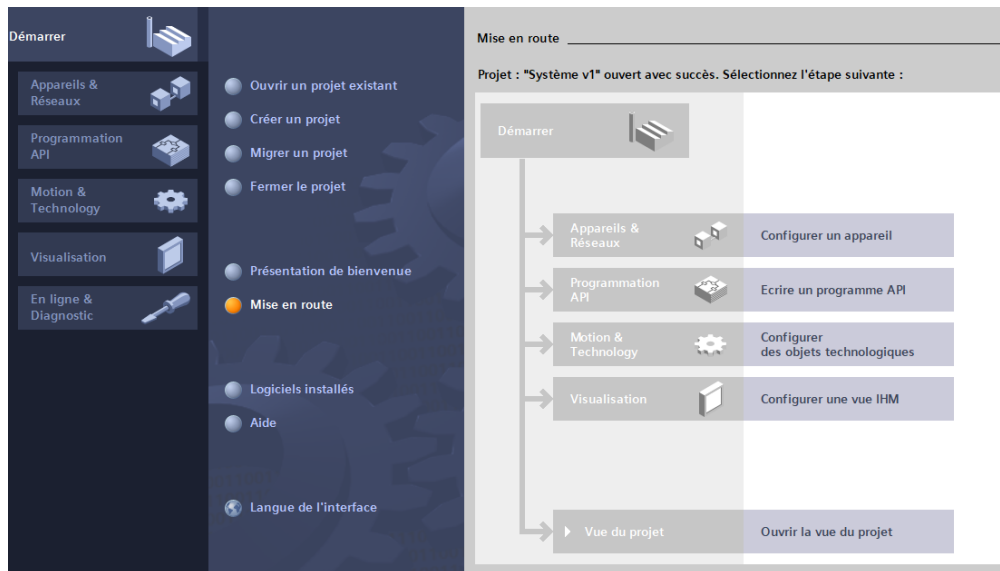 Démarrer
Appareils &
Réseaux
Programmation
API
Motion &
Technology
Visualisation
En ligne &
Diagnostic
Ouvrir un projet existant
Créer un projet
Migrer un projet
Fermer le projet
Présentation de bienvenue
Mise en route
Logiciels installés
Aide
Langue de l'interface
Mise en route
Projet : "Système v1" ouvert avec succès. Sélectionnez l'étape suivante :
Démarrer
Appareils &
Réseaux
Configurer un appareil
Programmation
API
Ecrire un programme API
Motion &
Technology
Configurer
des objets technologiques
Visualisation
Configurer une vue IHM
Vue du projet
Ouvrir la vue du projet